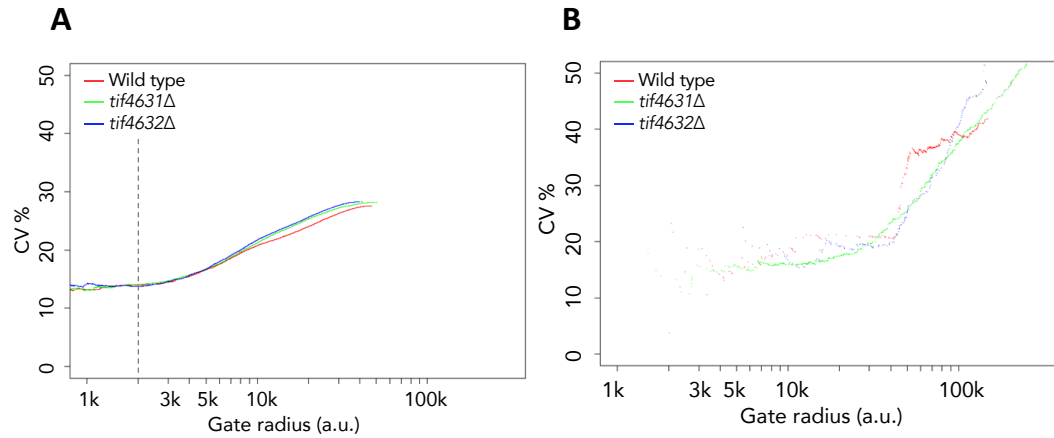 A
50
40
30
20
10
0
CV %
Wild type
tif4631Δ
tif4632Δ
1k
3k
5k
10k
100k
Gate radius (a.u.)
B
50
40
30
20
10
0
CV %
Wild type
tif4631Δ
tif4632Δ
1k
3k
5k
10k
100k
Gate radius (a.u.)